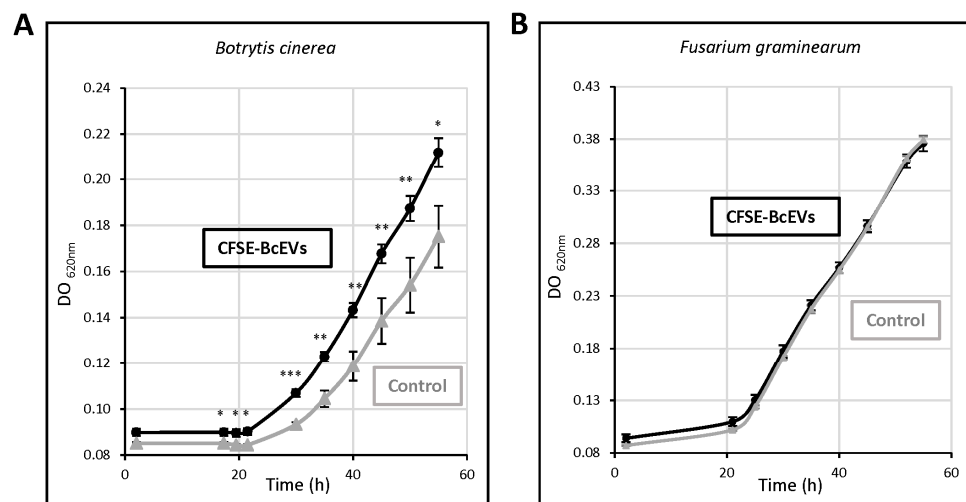 A
Botrytis cinerea
0.24
0.22
0.20
0.18
0.16
0.14
0.12
0.10
0.08
DO 620nm
CFSE-BcEVs
Control
* * * *** ** ** ** ** *
0 20 40 60
Time (h)
B
Fusarium graminearum
0.43
0.38
0.33
0.28
0.23
0.18
0.13
0.08
DO 620nm
CFSE-BcEVs
Control
0 20 40 60
Time (h)